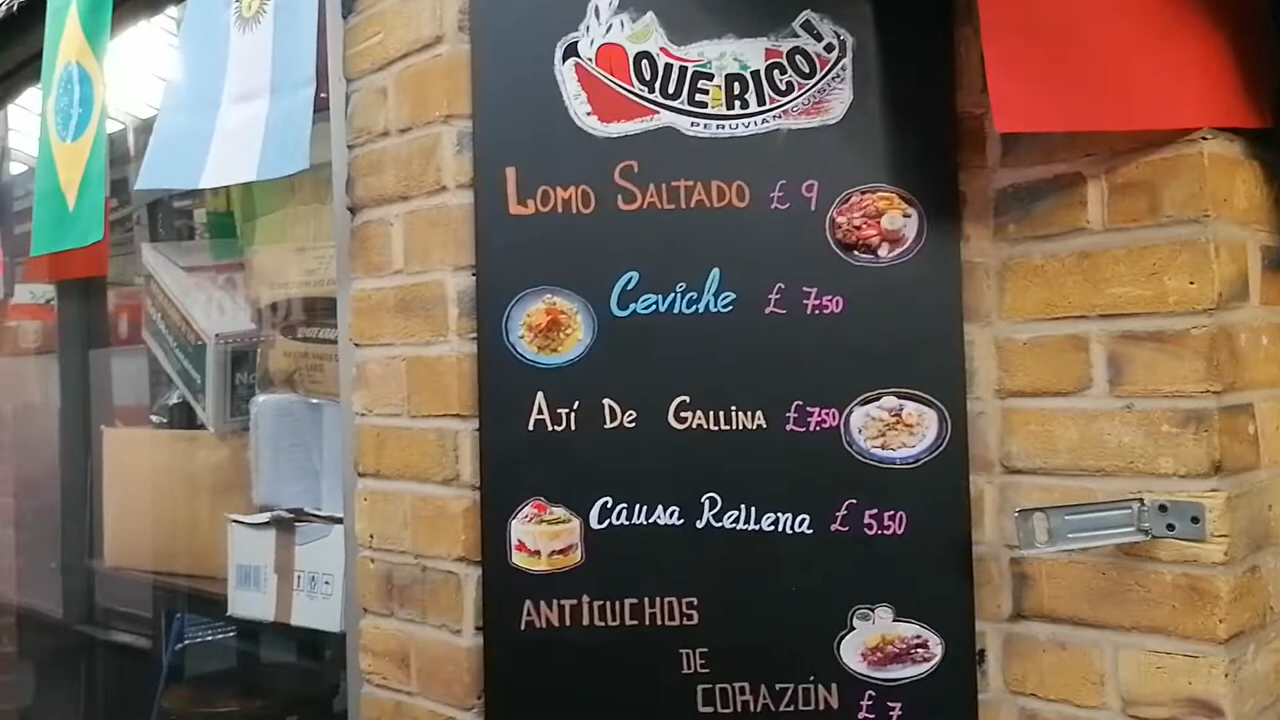 QUE RICO!
PERUVIAN CUISINE
LOMO SALTADO £ 9
Ceviche £ 7.50
AJÍ DE GALLINA £7.50
Causa Rellena £ 5.50
ANTICUCHOS
DE
CORAZÓN £ 7